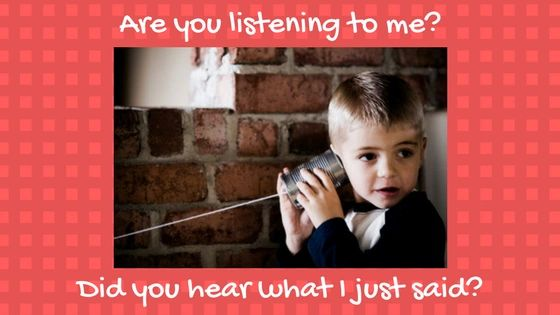 Are you listening to me?
Did you hear what I just said?